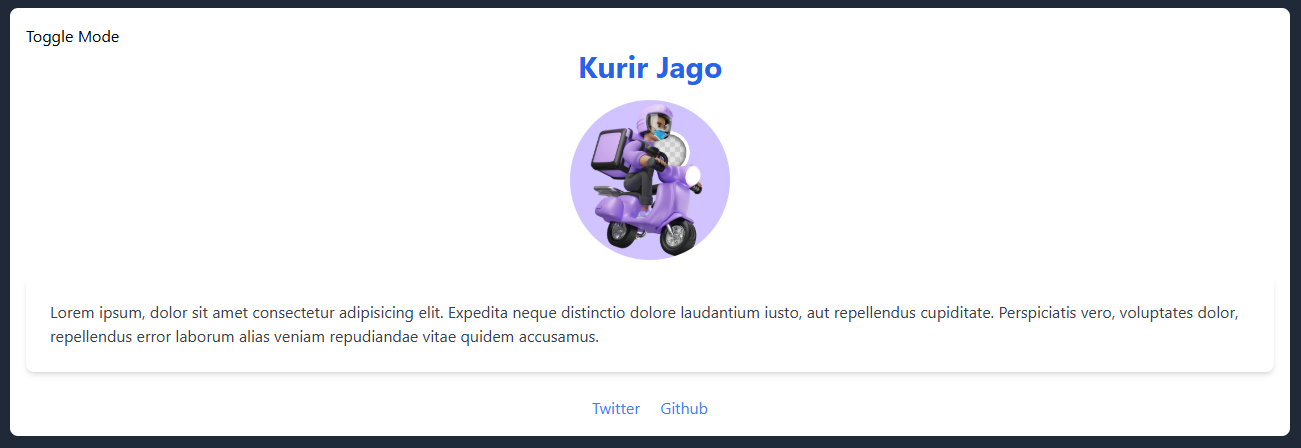 Toggle Mode
Kurir Jago
Lorem ipsum, dolor sit amet consectetur adipisicing elit. Expedita neque distinctio dolore laudantium iusto, aut repellendus cupiditate. Perspiciatis vero, voluptates dolor,
repellendus error laborum alias veniam repudiandae vitae quidem accusamus.
Twitter Github